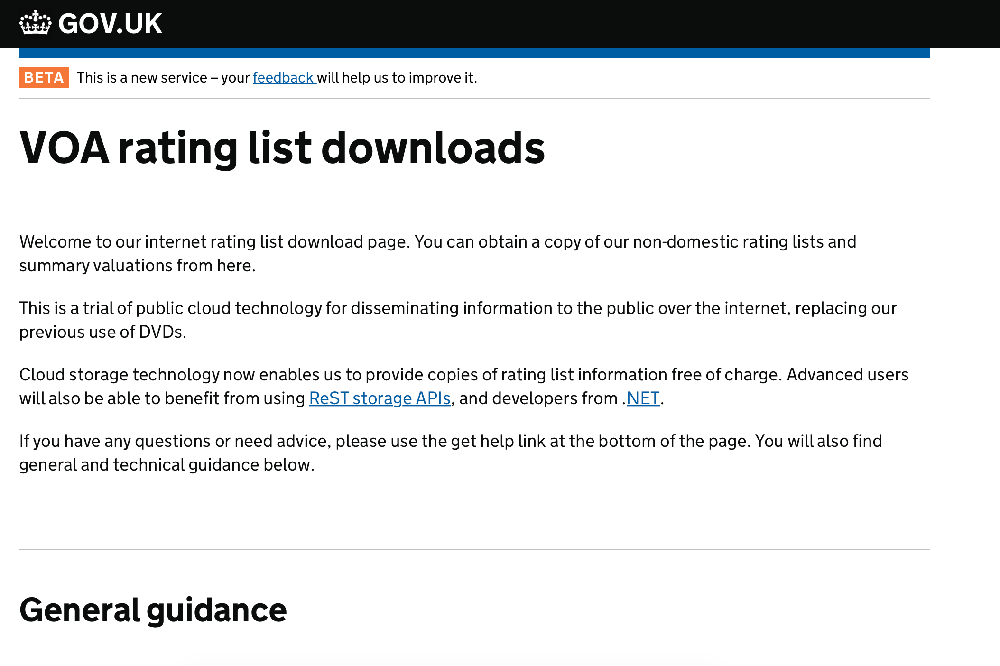 GOV.UK
BETA This is a new service – your feedback will help us to improve it.
VOA rating list downloads
Welcome to our internet rating list download page. You can obtain a copy of our non-domestic rating lists and
summary valuations from here.
This is a trial of public cloud technology for disseminating information to the public over the internet, replacing our
previous use of DVDs.
Cloud storage technology now enables us to provide copies of rating list information free of charge. Advanced users
will also be able to benefit from using ReST storage APIs, and developers from .NET.
If you have any questions or need advice, please use the get help link at the bottom of the page. You will also find
general and technical guidance below.
General guidance